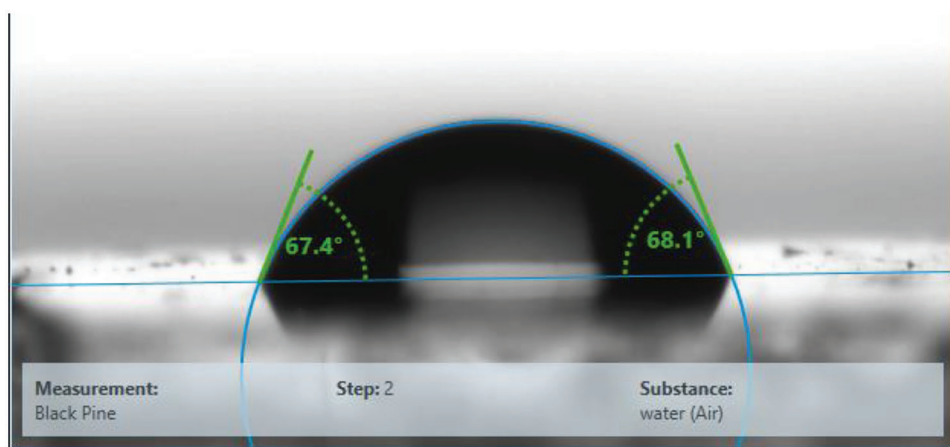 67.4°
68.1°
Measurement:
Black Pine
Step: 2
Substance:
water (Air)